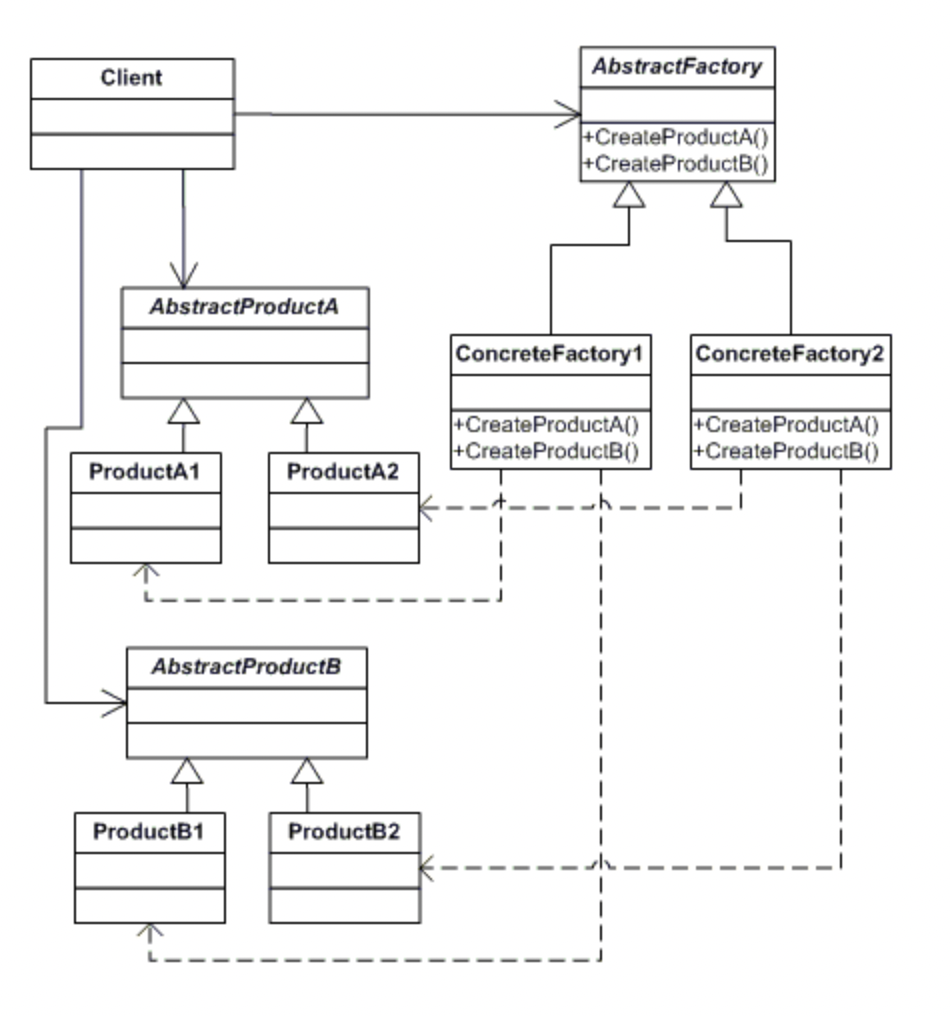 Client
AbstractFactory
+CreateProductA()
+CreateProductB()
AbstractProductA
ConcreteFactory1
+CreateProductA()
+CreateProductB()
ConcreteFactory2
+CreateProductA()
+CreateProductB()
ProductA1
ProductA2
AbstractProductB
ProductB1
ProductB2